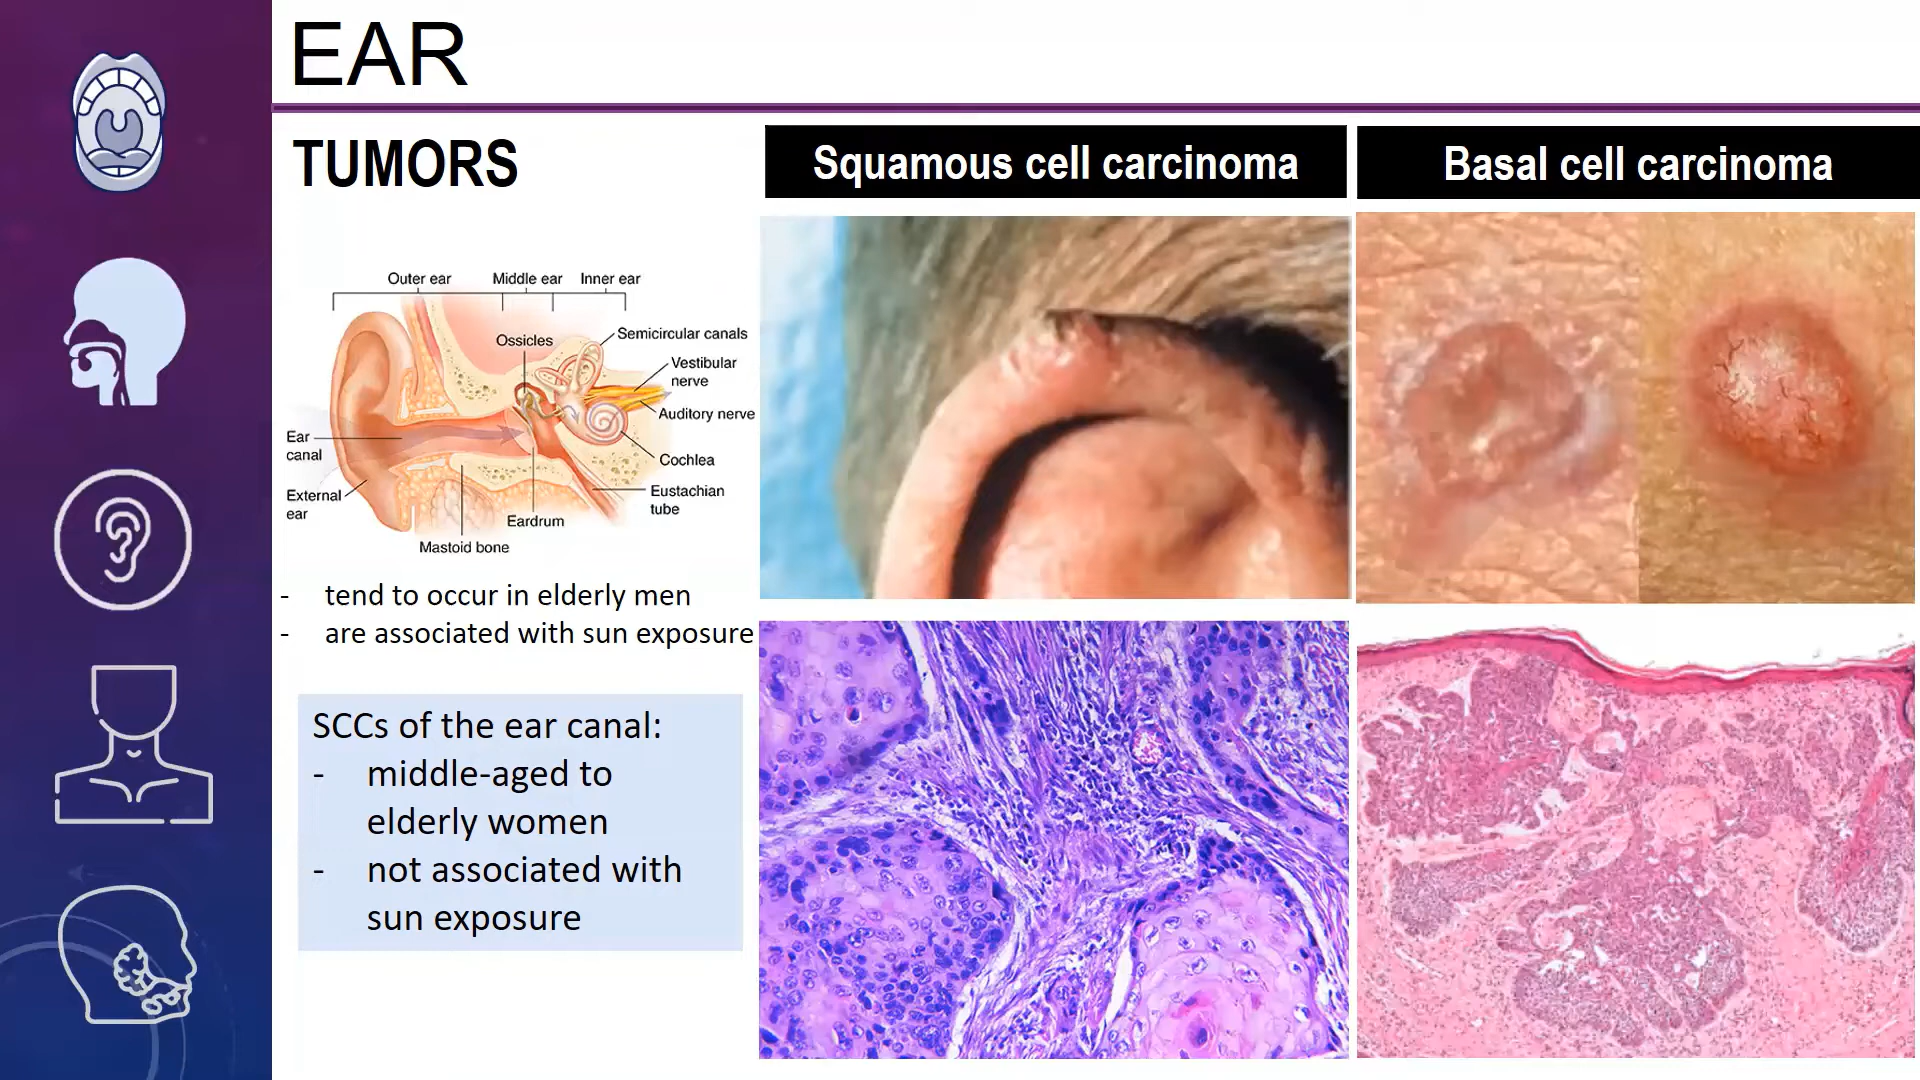 EAR
TUMORS
Squamous cell carcinoma
Basal cell carcinoma
Outer ear
Middle ear
Inner ear
Ossicles
Semicircular canals
Vestibular
nerve
Auditory nerve
Ear
canal
Cochlea
External
ear
Eustachian
tube
Eardrum
Mastoid bone
- tend to occur in elderly men
- are associated with sun exposure
SCCs of the ear canal:
- middle-aged to
elderly women
- not associated with
sun exposure